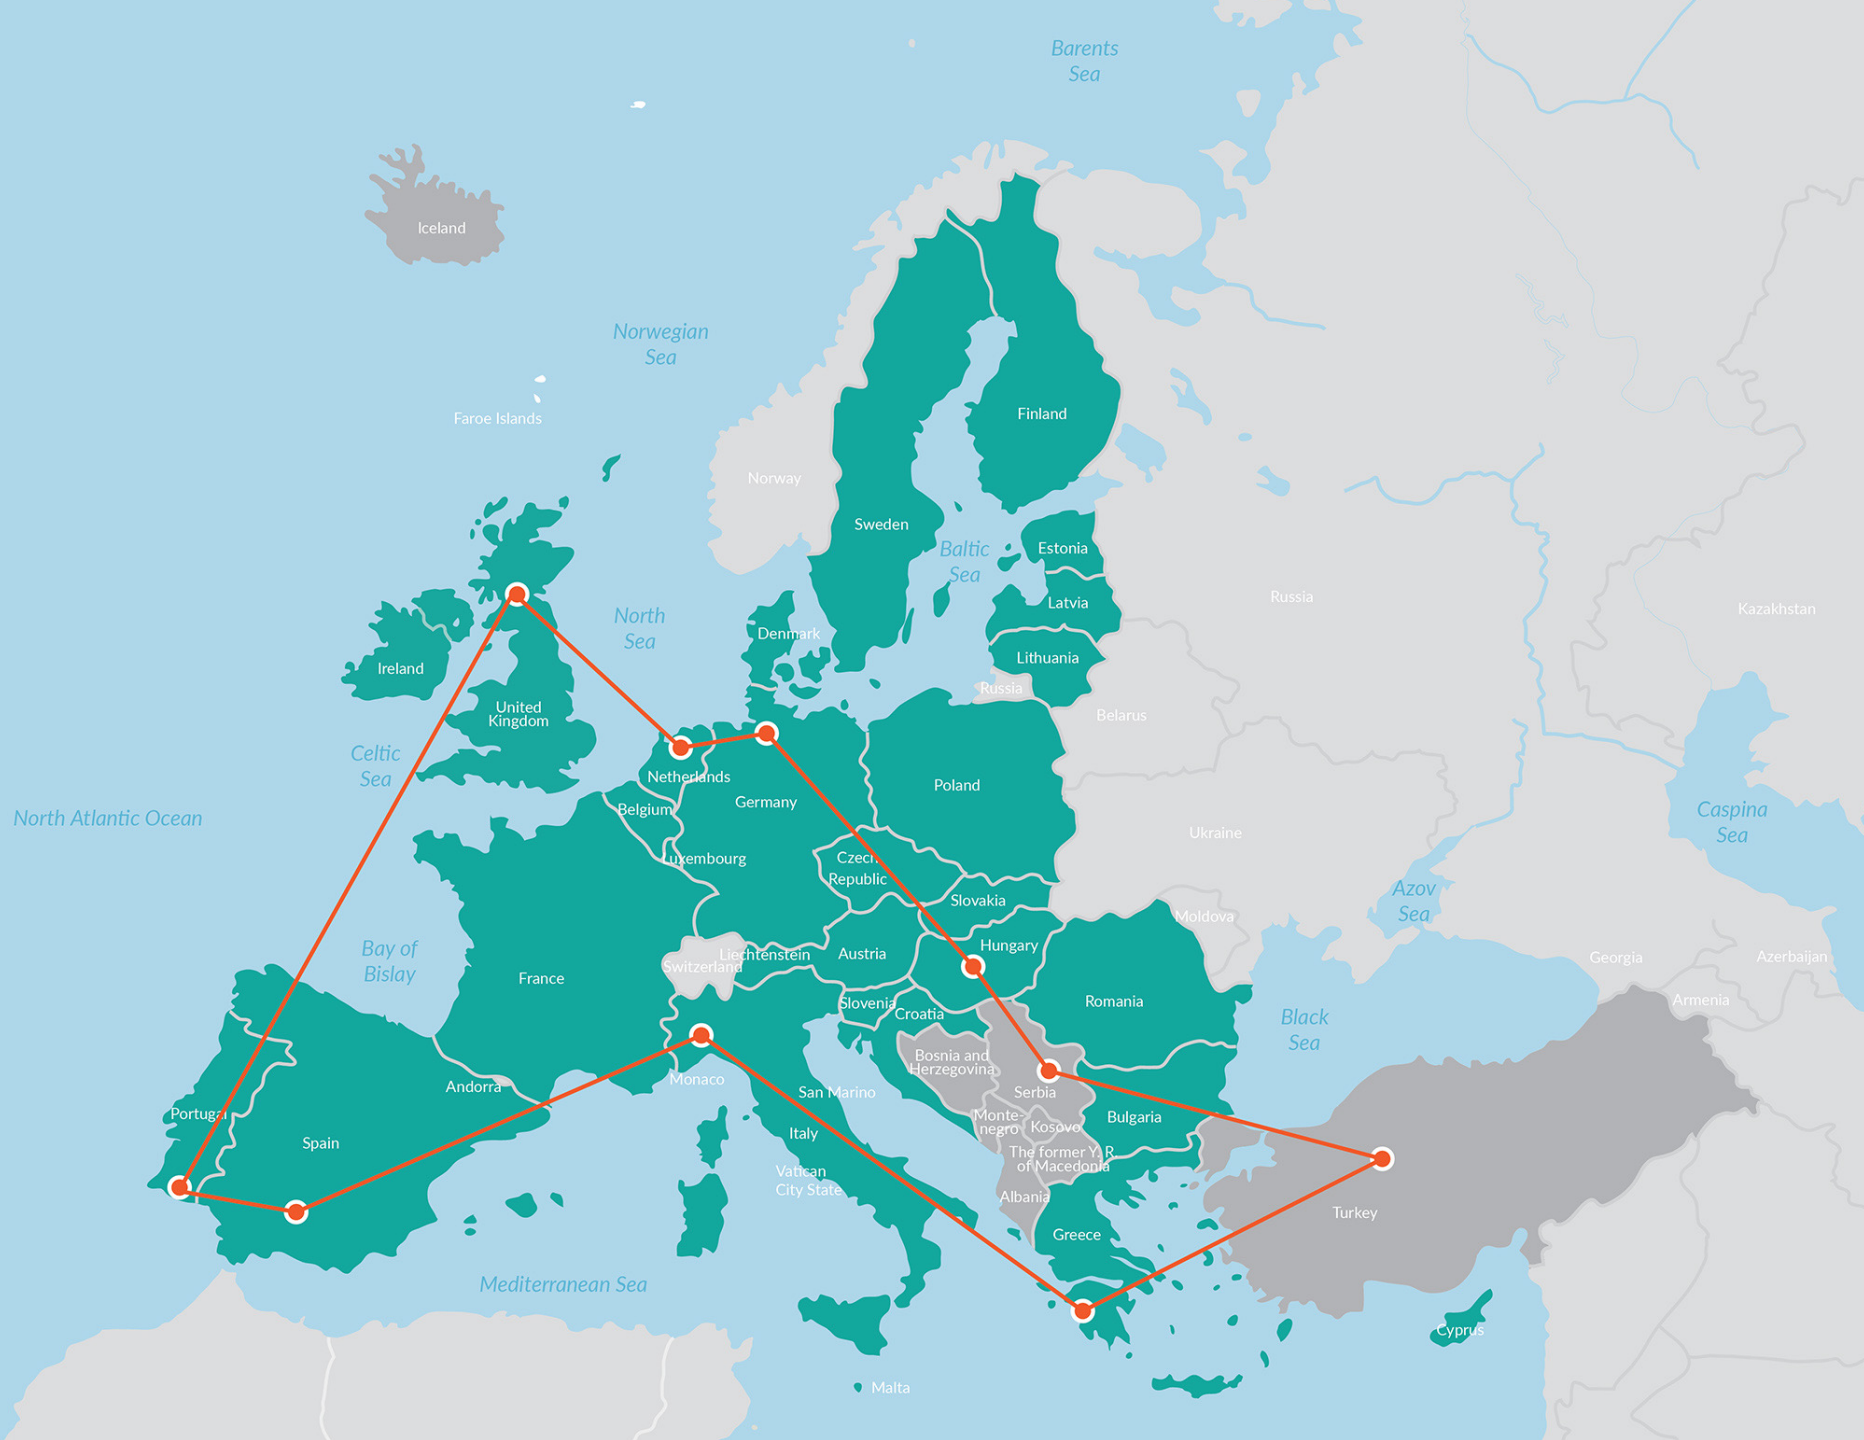 Barents
Sea
Iceland
Norwegian
Sea
Faroe Islands
Finland
Norway
Sweden
Baltic
Sea
Estonia
Russia
Latvia
Kazakhstan
North
Sea
Denmark
Lithuania
Ireland
Russia
United
Kingdom
Belarus
Celtic
Sea
Netherlands
Poland
Germany
Belgium
North Atlantic Ocean
Caspina
Sea
Ukraine
Luxembourg
Czech
Republic
Slovakia
Azov
Sea
Moldova
Bay of
Bislay
Hungary
Austria
Liechtenstein
Switzerland
Georgia
Azerbaijan
France
Slovenia
Croatia
Romania
Armenia
Black
Sea
Bosnia and
Herzegovina
Monaco
Andorra
San Marino
Serbia
Portugal
Monte-
negro
Kosovo
Bulgaria
Spain
Italy
The former Y. R.
of Macedonia
Vatican
City State
Albania
Turkey
Greece
Mediterranean Sea
Cyprus
Malta